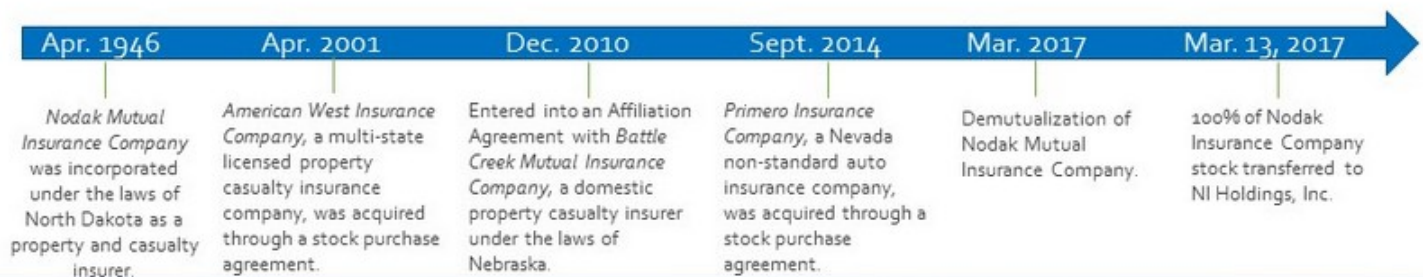 Apr. 1946
Apr. 2001
Dec. 2010
Sept. 2014
Mar. 2017
Mar. 13, 2017
Nodak Mutual
Insurance Company
was incorporated
under the laws of
North Dakota as a
property and casualty
insurer.
American West Insurance
Company, a multi-state
licensed property
casualty insurance
company, was acquired
through a stock purchase
agreement.
Entered into an Affiliation
Agreement with Battle
Creek Mutual Insurance
Company, a domestic
property casualty insurer
under the laws of
Nebraska.
Primero Insurance
Company, a Nevada
non-standard auto
insurance company,
was acquired through a
stock purchase
agreement.
Demutualization of
Nodak Mutual
Insurance Company.
100% of Nodak
Insurance Company
stock transferred to
NI Holdings, Inc.